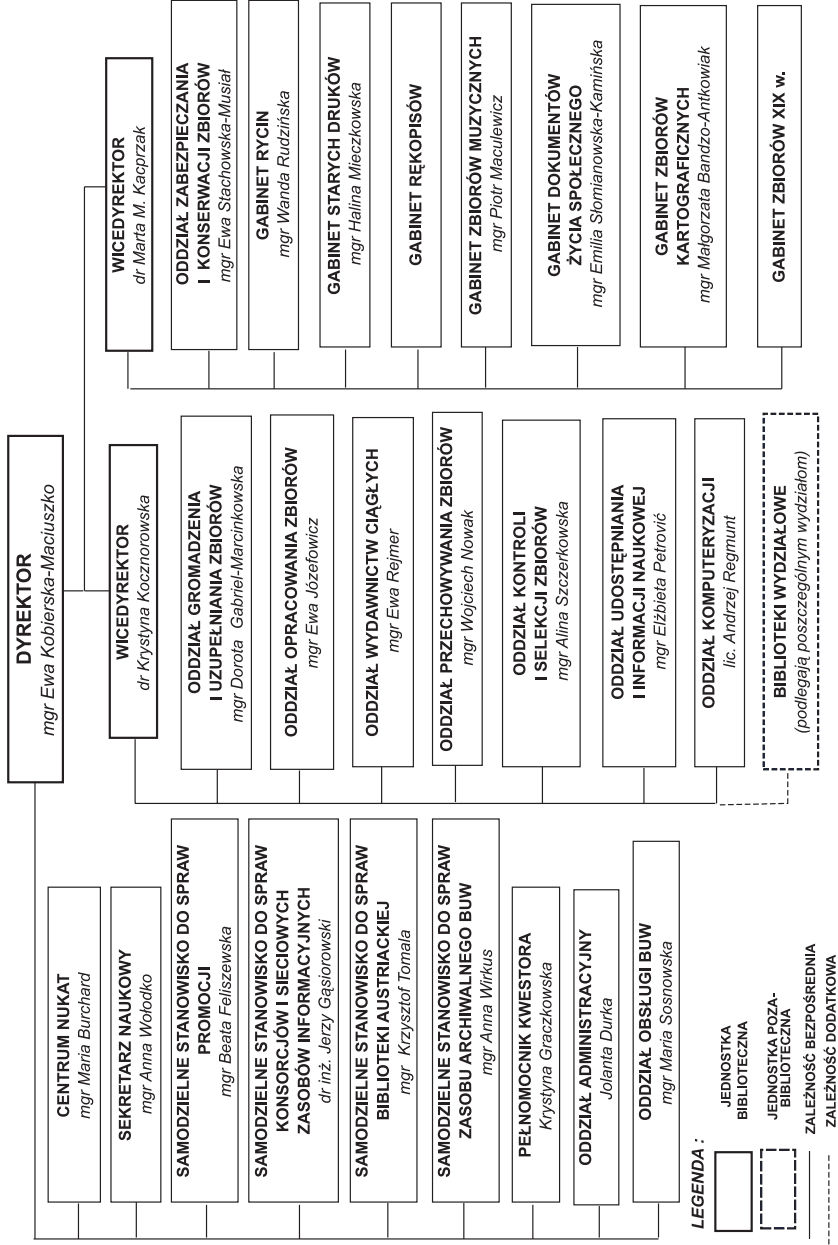 DYREKTOR
mgr Ewa Kobierska-Maciuszko
CENTRUM NUKAT
mgr Maria Burchard
SEKRETARZ NAUKOWY
mgr Anna Wołodko
SAMODZIELNE STANOWISKO DO SPRAW
PROMOCJI
mgr Beata Feliszewska
SAMODZIELNE STANOWISKO DO SPRAW
KONSORCJÓW I SIECIOWYCH
ZASOBÓW INFORMACYJNYCH
dr inż. Jerzy Gąsiorowski
SAMODZIELNE STANOWISKO DO SPRAW
BIBLIOTEKI AUSTRIACKIEJ
mgr Krzysztof Tomala
SAMODZIELNE STANOWISKO DO SPRAW
ZASOBU ARCHIWALNEGO BUW
mgr Anna Wirkus
PEŁNOMOCNIK KWESTORA
Krystyna Graczkowska
ODDZIAŁ ADMINISTRACYJNY
Jolanta Durka
ODDZIAŁ OBSŁUGI BUW
mgr Maria Sosnowska
WICEDYREKTOR
dr Krystyna Kocznorowska
ODDZIAŁ GROMADZENIA
I UZUPEŁNIANIA ZBIORÓW
mgr Dorota Gabriel-Marcinkowska
ODDZIAŁ OPRACOWANIA ZBIORÓW
mgr Ewa Józefowicz
ODDZIAŁ WYDAWNICTW CIĄGŁYCH
mgr Ewa Rejmer
ODDZIAŁ PRZECHOWYWANIA ZBIORÓW
mgr Wojciech Nowak
ODDZIAŁ KONTROLI
I SELEKCJI ZBIORÓW
mgr Alina Szczerkowska
ODDZIAŁ UDOSTĘPNIANIA
I INFORMACJI NAUKOWEJ
mgr Elżbieta Petrović
ODDZIAŁ KOMPUTERYZACJI
lic. Andrzej Regmunt
BIBLIOTEKI WYDZIAŁOWE
(podlegają poszczególnym wydziałom)
WICEDYREKTOR
dr Marta M. Kacprzak
ODDZIAŁ ZABEZPIECZANIA
I KONSERWACJI ZBIORÓW
mgr Ewa Stachowska-Musiał
GABINET RYCIN
mgr Wanda Rudzińska
GABINET STARYCH DRUKÓW
mgr Halina Mieczkowska
GABINET RĘKOPISÓW
GABINET ZBIORÓW MUZYCZNYCH
mgr Piotr Maculewicz
GABINET DOKUMENTÓW
ŻYCIA SPOŁECZNEGO
mgr Emilia Słomianowska-Kamińska
GABINET ZBIORÓW
KARTOGRAFICZNYCH
mgr Małgorzata Bandzo-Antkowiak
GABINET ZBIORÓW XIX w.
LEGENDA :
JEDNOSTKA
BIBLIOTECZNA
JEDNOSTKA POZA-
BIBLIOTECZNA
ZALEŻNOŚĆ BEZPOŚREDNIA
ZALEŻNOŚĆ DODATKOWA